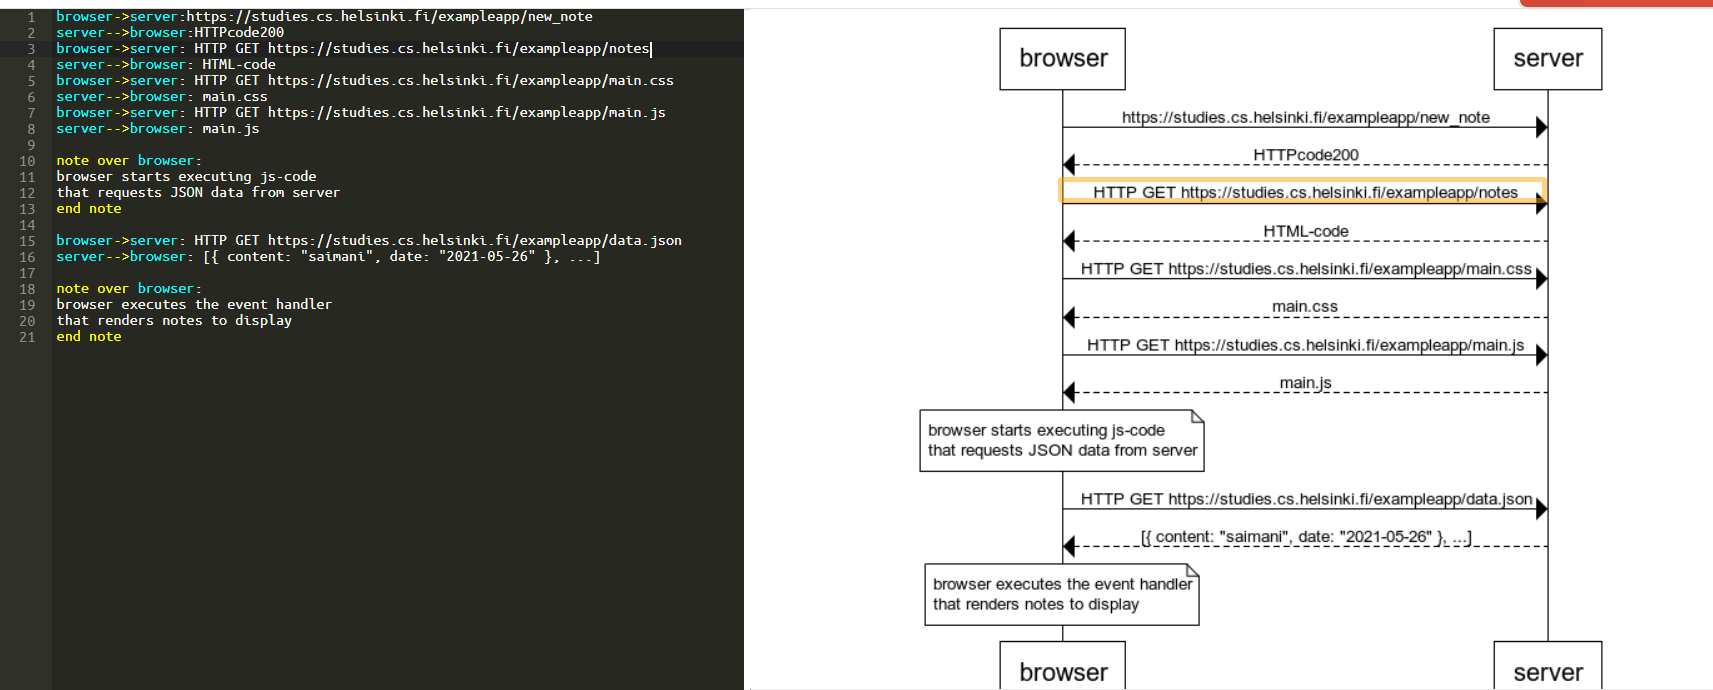 1 browser->server:https://studies.cs.helsinki.fi/exampleapp/new_note
2 server-->browser:HTTPcode200
3 browser->server: HTTP GET https://studies.cs.helsinki.fi/exampleapp/notes
4 server-->browser: HTML-code
5 browser->server: HTTP GET https://studies.cs.helsinki.fi/exampleapp/main.css
6 server-->browser: main.css
7 browser->server: HTTP GET https://studies.cs.helsinki.fi/exampleapp/main.js
8 server-->browser: main.js
9
10 note over browser:
11 browser starts executing js-code
12 that requests JSON data from server
13 end note
14
15 browser->server: HTTP GET https://studies.cs.helsinki.fi/exampleapp/data.json
16 server-->browser: [{ content: "saimani", date: "2021-05-26" }, ...]
17
18 note over browser:
19 browser executes the event handler
20 that renders notes to display
21 end note
browser
server
https://studies.cs.helsinki.fi/exampleapp/new_note
HTTPcode200
HTTP GET https://studies.cs.helsinki.fi/exampleapp/notes
HTML-code
HTTP GET https://studies.cs.helsinki.fi/exampleapp/main.css
main.css
HTTP GET https://studies.cs.helsinki.fi/exampleapp/main.js
main.js
browser starts executing js-code
that requests JSON data from server
HTTP GET https://studies.cs.helsinki.fi/exampleapp/data.json
[{ content: "saimani", date: "2021-05-26" }, ...]
browser executes the event handler
that renders notes to display
browser
server